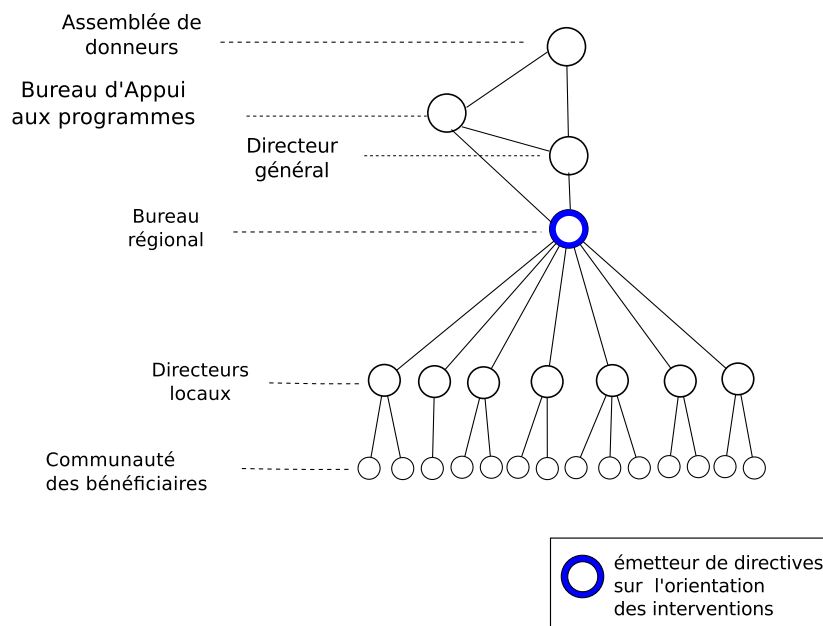 Assemblée de
donneurs
Bureau d'Appui
aux programmes
Directeur
général
Bureau
régional
Directeurs
locaux
Communauté
des bénéficiaires
émetteur de directives
sur l'orientation
des interventions